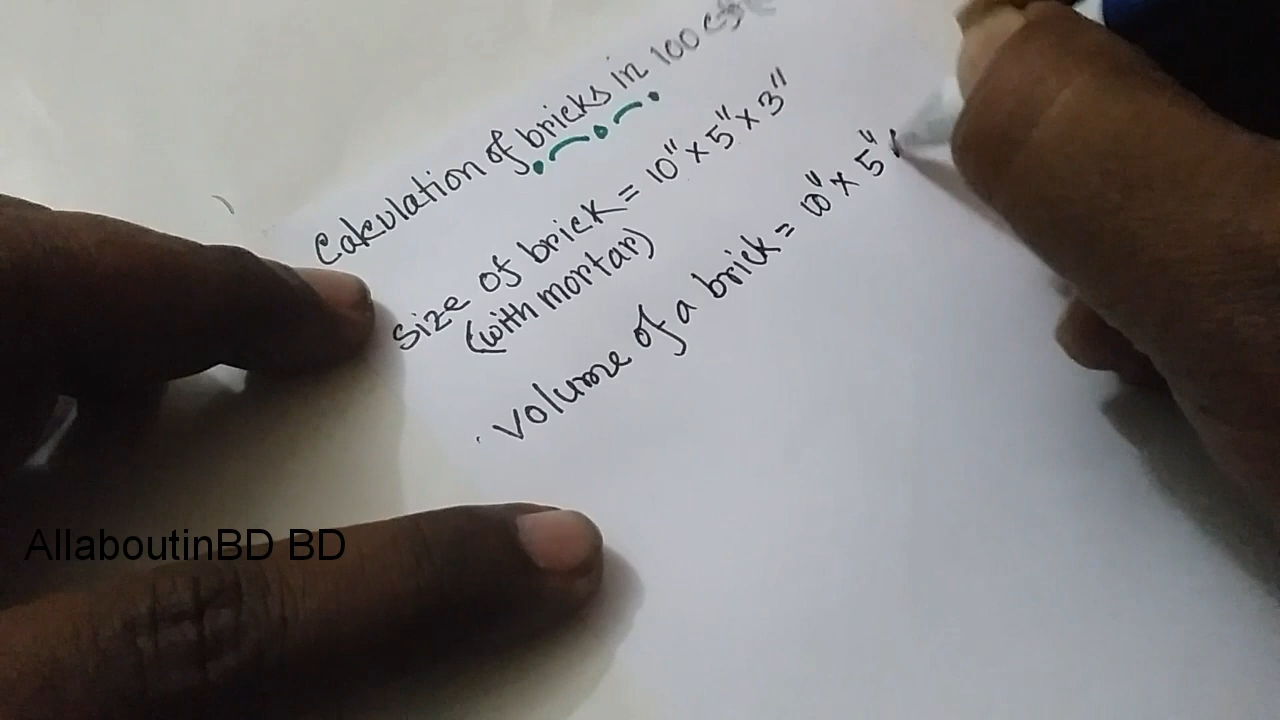 Calculation of bricks in 100 cft
Size of brick = 10" x 5" x 3"
(with mortar)
Volume of a brick = 10" x 5"
AllaboutinBD BD